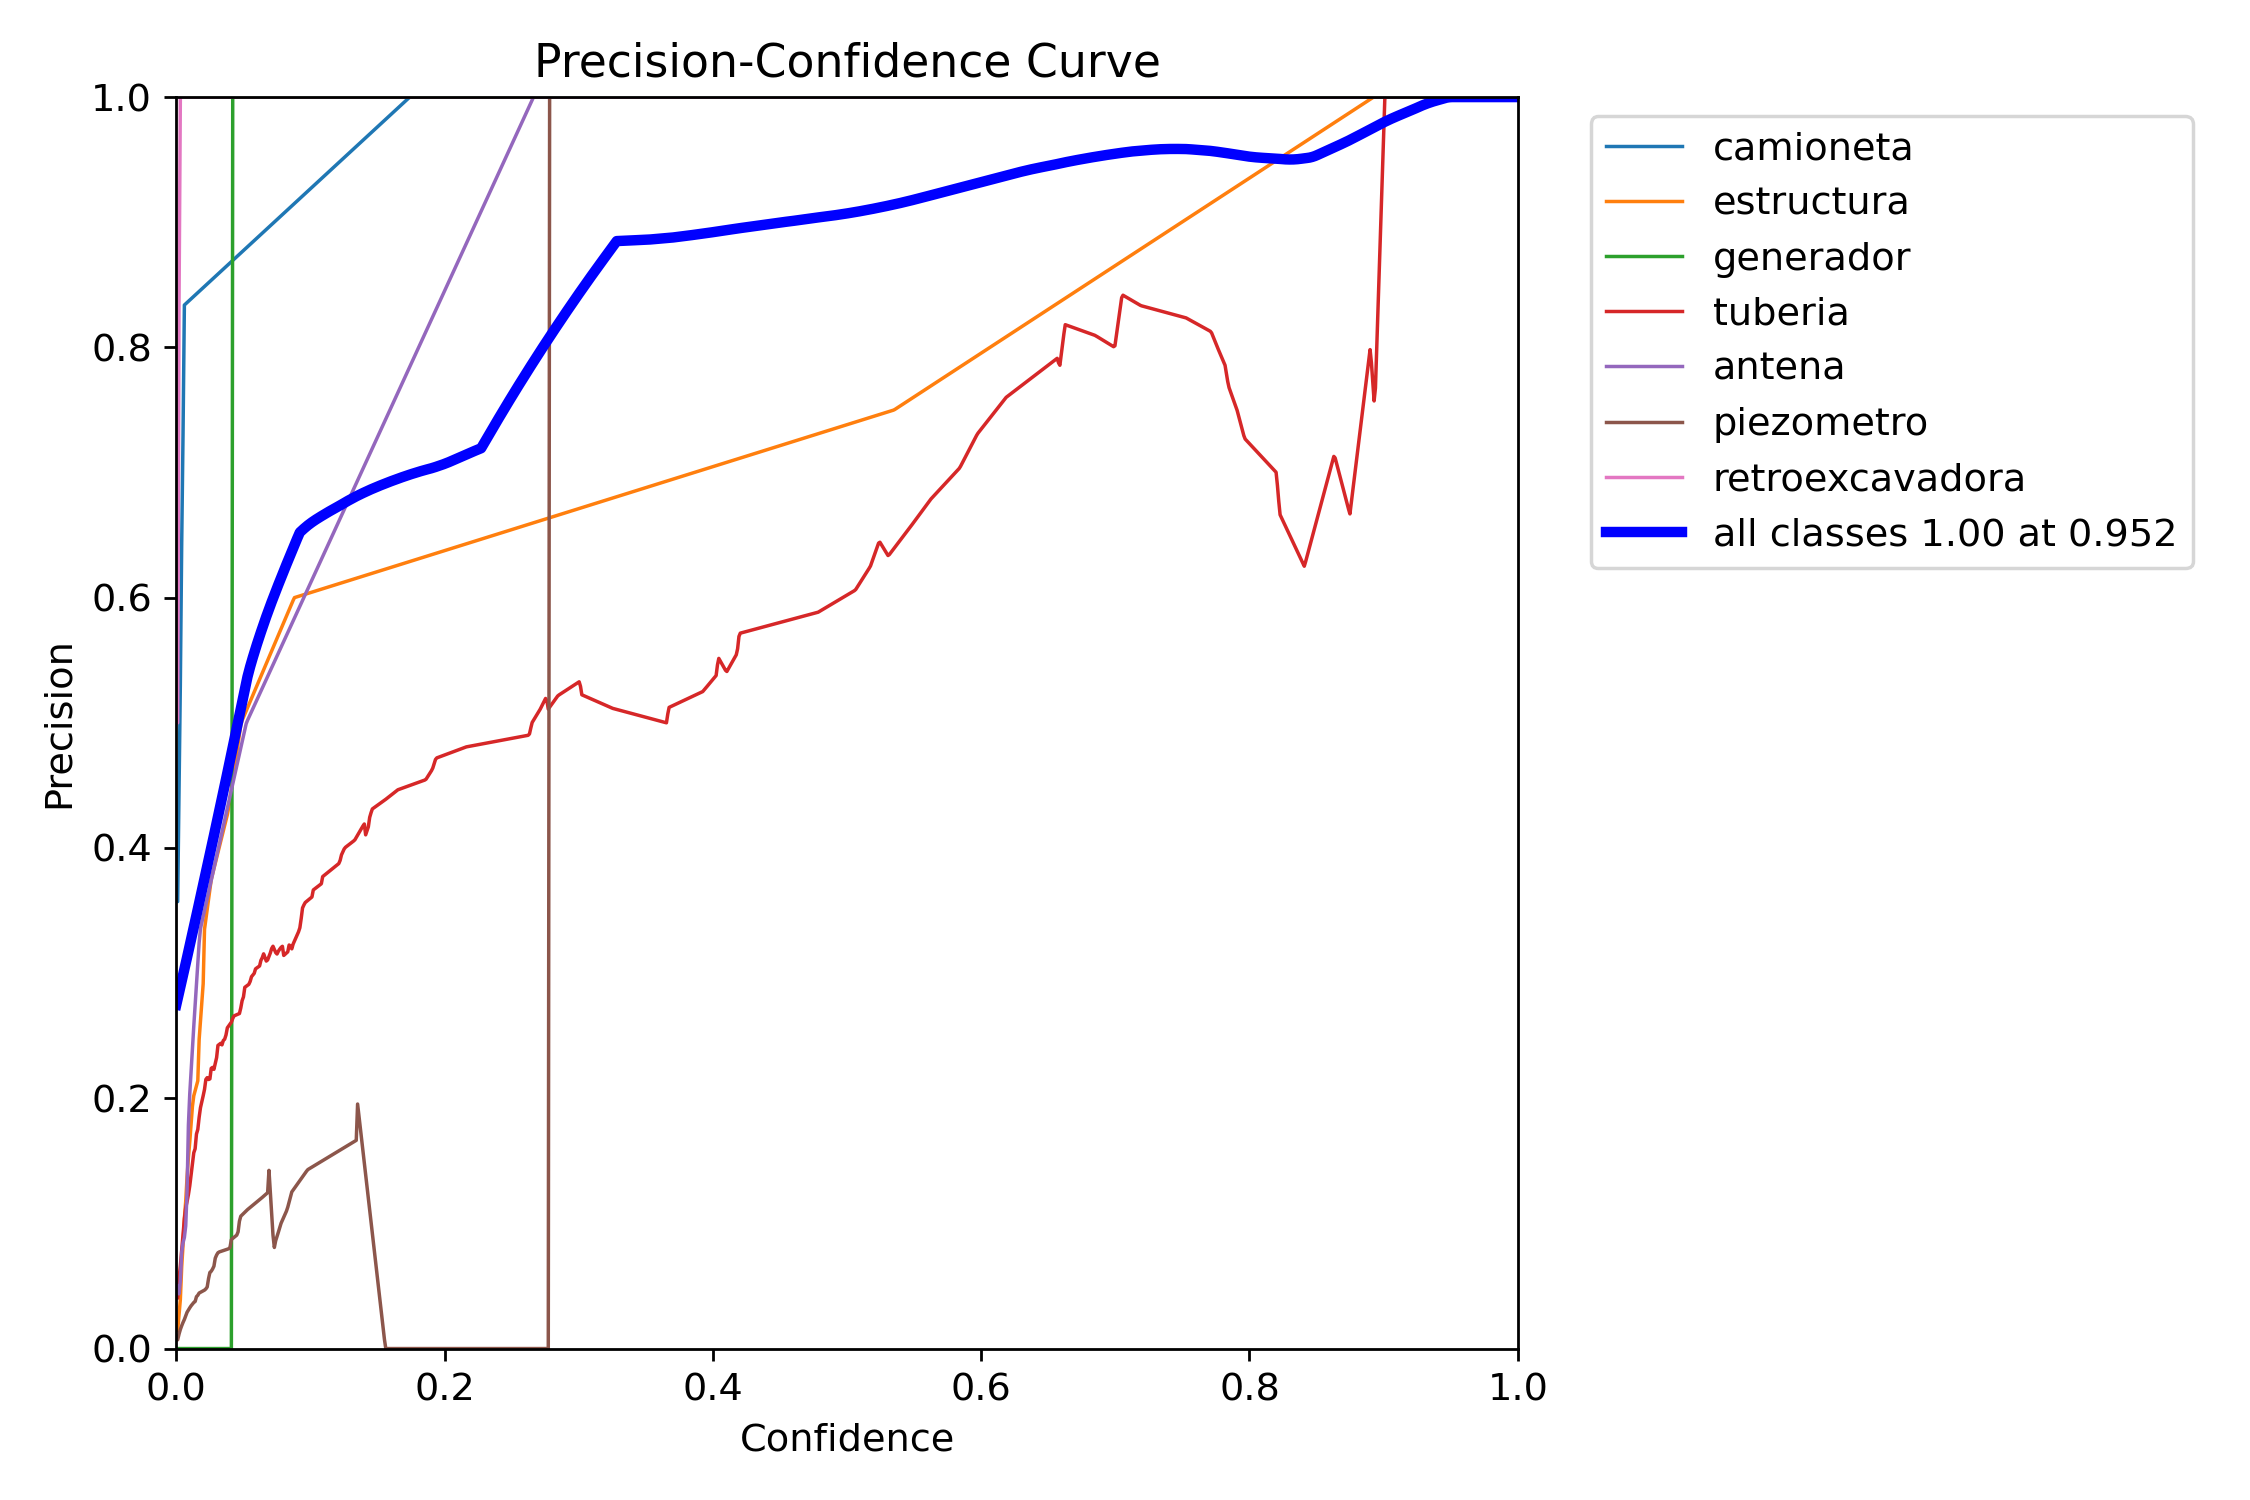 Precision-Confidence Curve
1.0
0.8
0.6
0.4
0.2
0.0
Precision
0.0 0.2 0.4 0.6 0.8 1.0
Confidence
camioneta
estructura
generador
tuberia
antena
piezometro
retroexcavadora
all classes 1.00 at 0.952